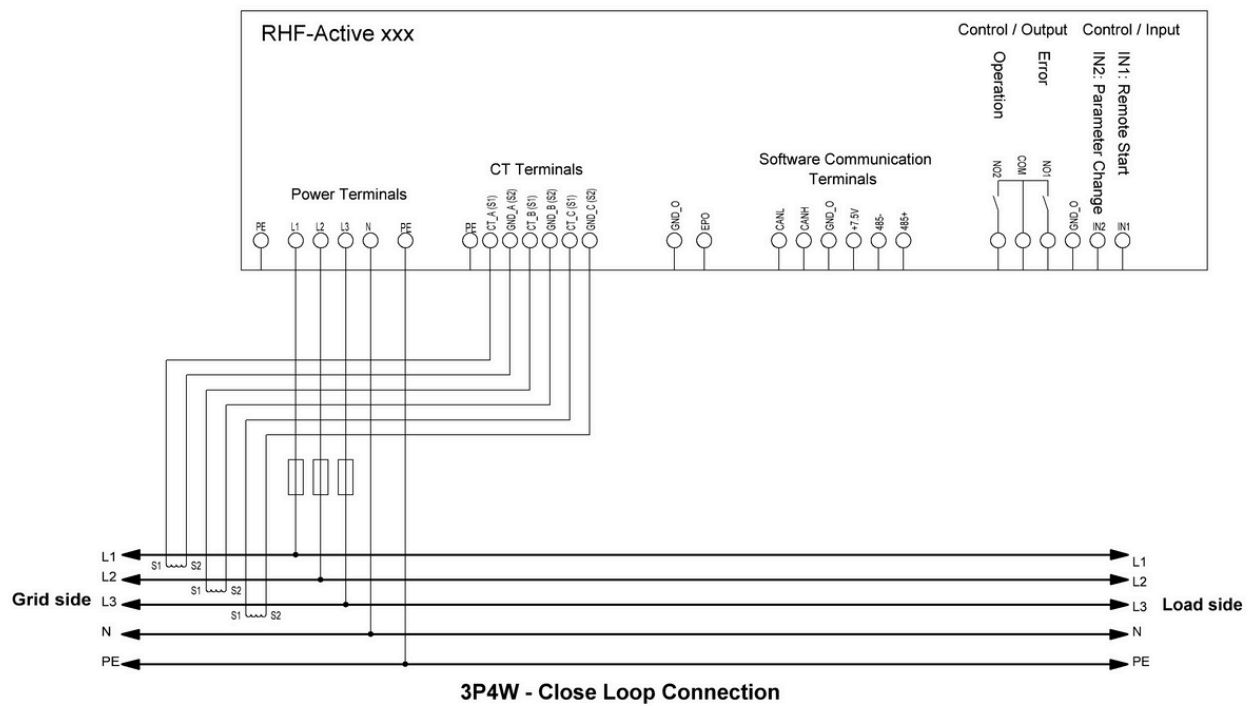 RHF-Active xxx
Control / Output
Control / Input
Operation
Error
IN2: Parameter Change
IN1: Remote Start
Power Terminals
CT Terminals
Software Communication
Terminals
PE
L1
L2
L3
N
PE
PE
CT_A (S1)
GND_A (S2)
CT_B (S1)
GND_B (S2)
CT_C (S1)
GND_C (S2)
GND_O
EPO
CANL
CANH
GND_O
+7.5V
485-
485+
NO2
COM
NO1
GND_O
IN2
IN1
L1
S1
S2
L1
L2
S1
S2
L2
Grid side
L3
S1
S2
L3
Load side
N
N
PE
PE
3P4W - Close Loop Connection